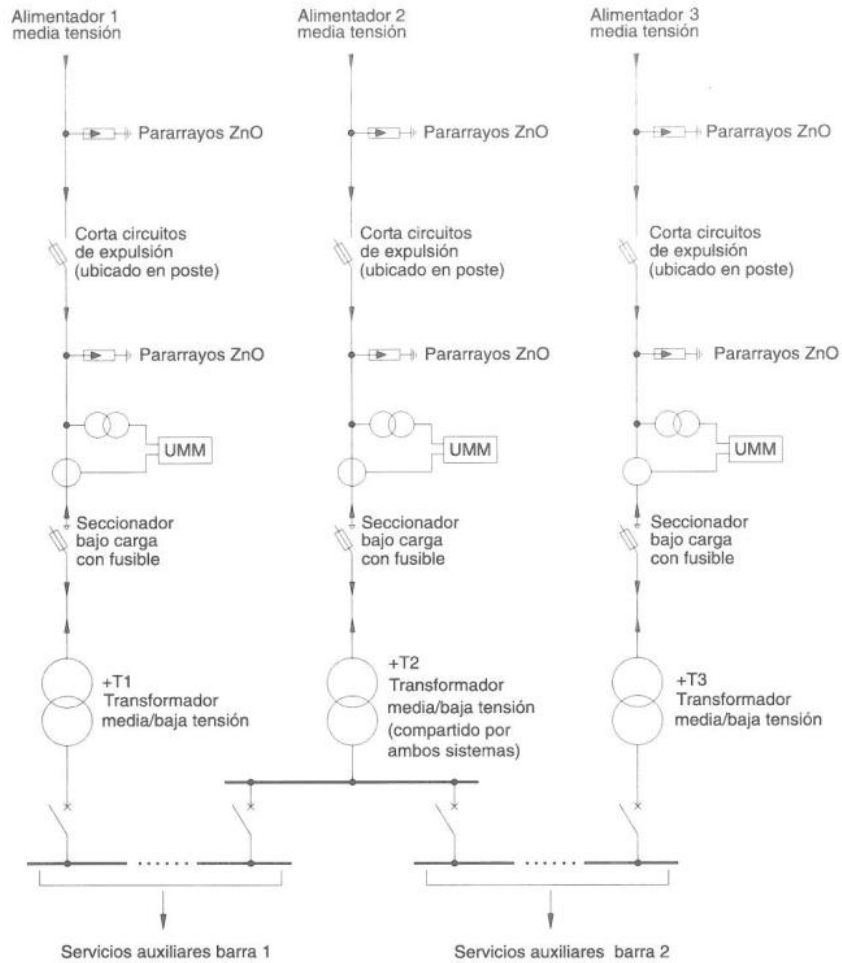 Alimentador 1
media tensión
Alimentador 2
media tensión
Alimentador 3
media tensión
Pararrayos ZnO
Pararrayos ZnO
Pararrayos ZnO
Corta circuitos
de expulsión
(ubicado en poste)
Corta circuitos
de expulsión
(ubicado en poste)
Corta circuitos
de expulsión
(ubicado en poste)
Pararrayos ZnO
Pararrayos ZnO
Pararrayos ZnO
UMM
UMM
UMM
Seccionador
bajo carga
con fusible
Seccionador
bajo carga
con fusible
Seccionador
bajo carga
con fusible
+T1
Transformador
media/baja tensión
+T2
Transformador
media/baja tensión
(compartido por
ambos sistemas)
+T3
Transformador
media/baja tensión
Servicios auxiliares barra 1
Servicios auxiliares barra 2